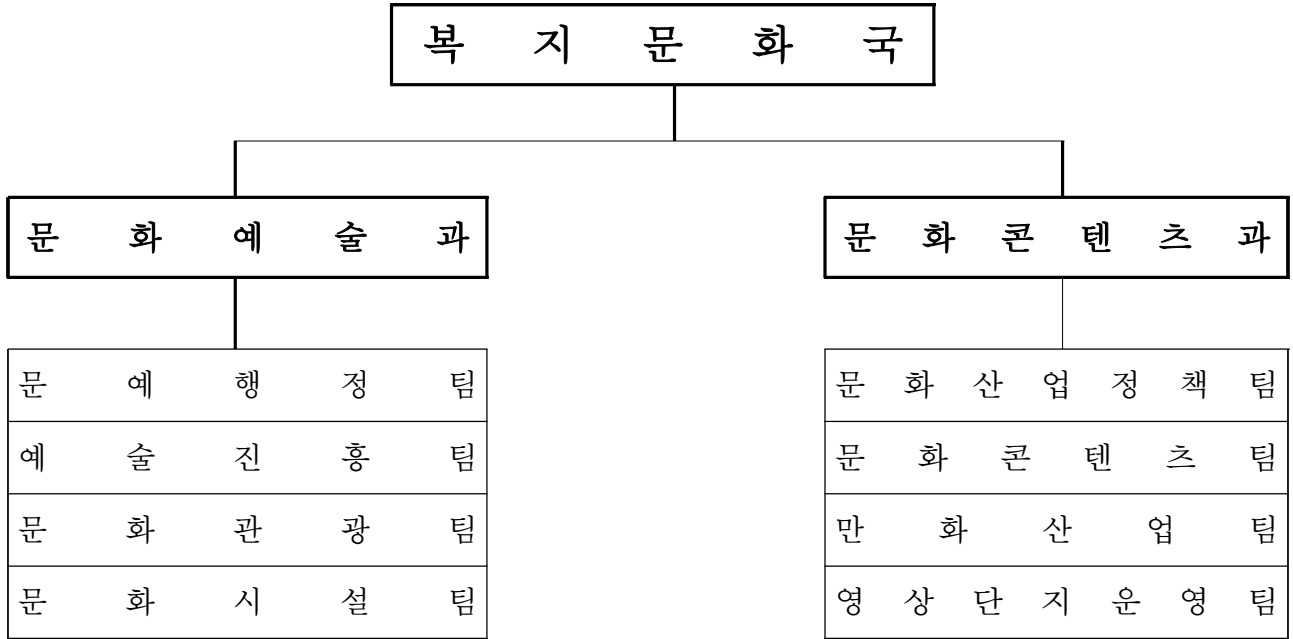 복지문화국
문화예술과
문화콘텐츠과
문예행정팀
예술진흥팀
문화관광팀
문화시설팀
문화산업정책팀
문화콘텐츠팀
만화산업팀
영상단지운영팀